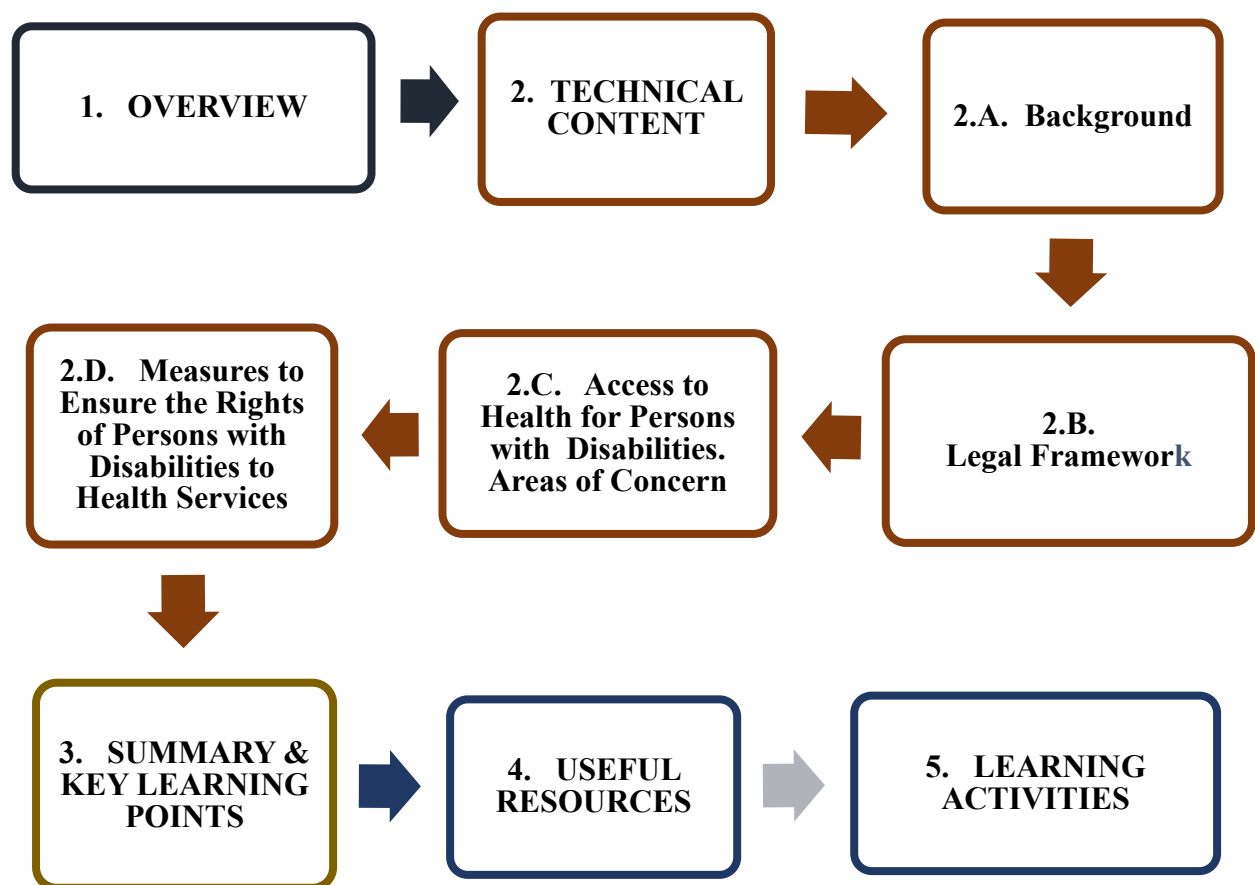 1. OVERVIEW
2. TECHNICAL
CONTENT
2.A. Background
2.B.
Legal Framework
2.C. Access to
Health for Persons
with Disabilities.
Areas of Concern
2.D. Measures to
Ensure the Rights
of Persons with
Disabilities to
Health Services
3. SUMMARY &
KEY LEARNING
POINTS
4. USEFUL
RESOURCES
5. LEARNING
ACTIVITIES